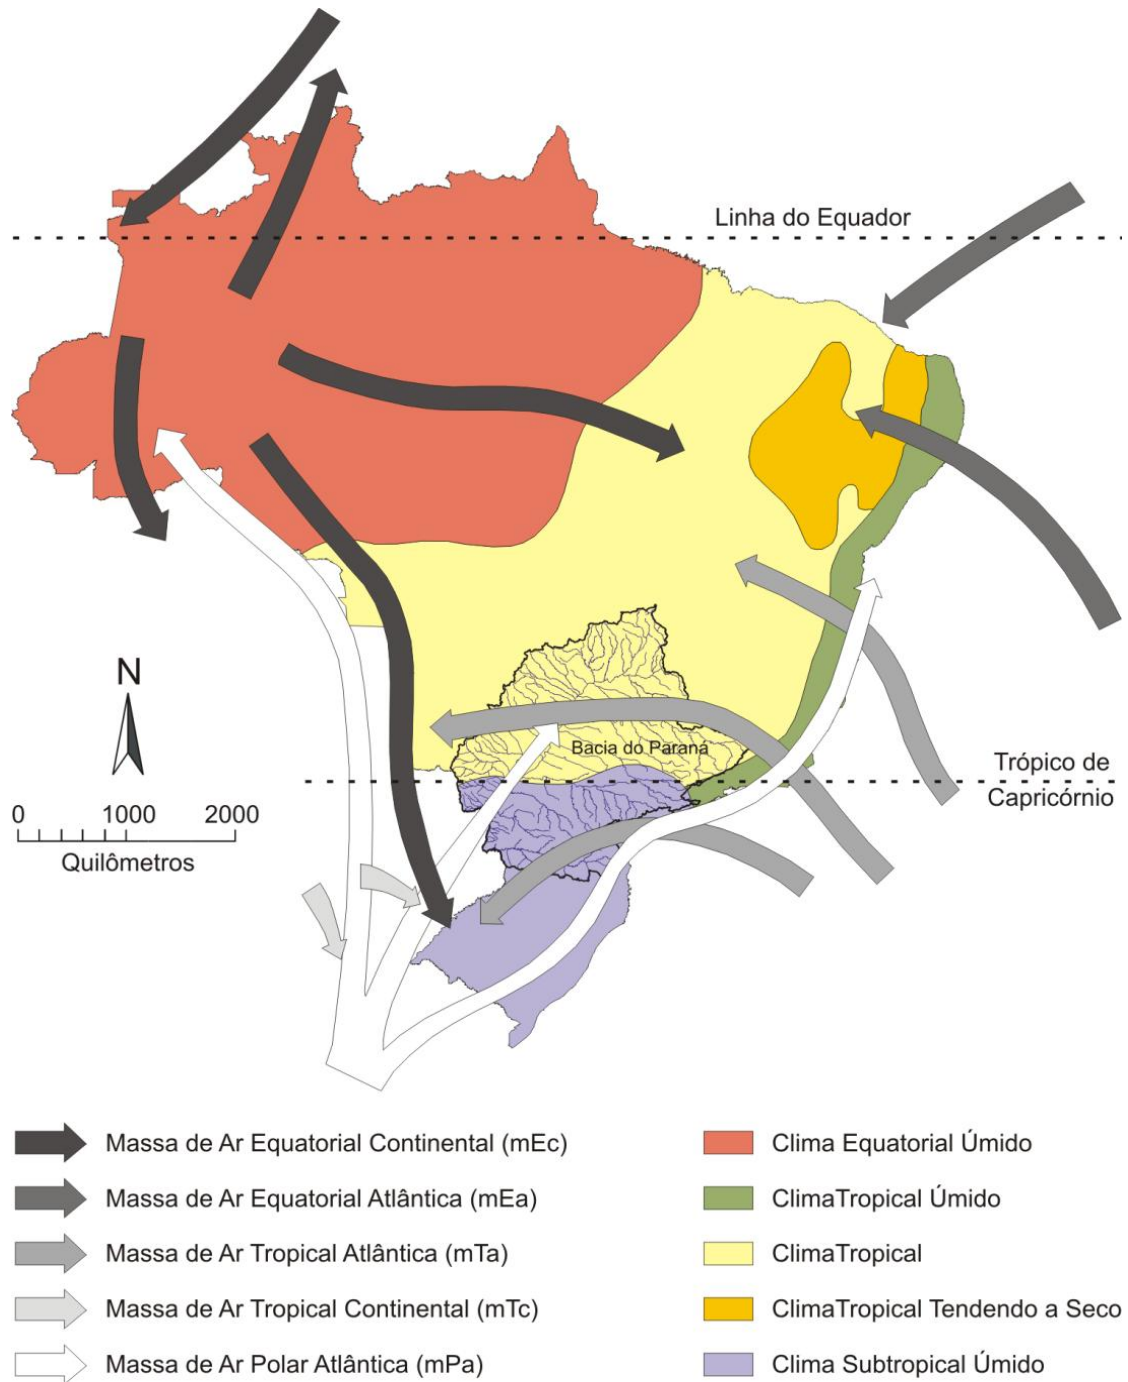 Linha do Equador
N
Bacia do Paraná
Trópico de
Capricórnio
0 1000 2000
Quilômetros
Massa de Ar Equatorial Continental (mEc)
Massa de Ar Equatorial Atlântica (mEa)
Massa de Ar Tropical Atlântica (mTa)
Massa de Ar Tropical Continental (mTc)
Massa de Ar Polar Atlântica (mPa)
Clima Equatorial Úmido
ClimaTropical Úmido
ClimaTropical
ClimaTropical Tendendo a Seco
Clima Subtropical Úmido